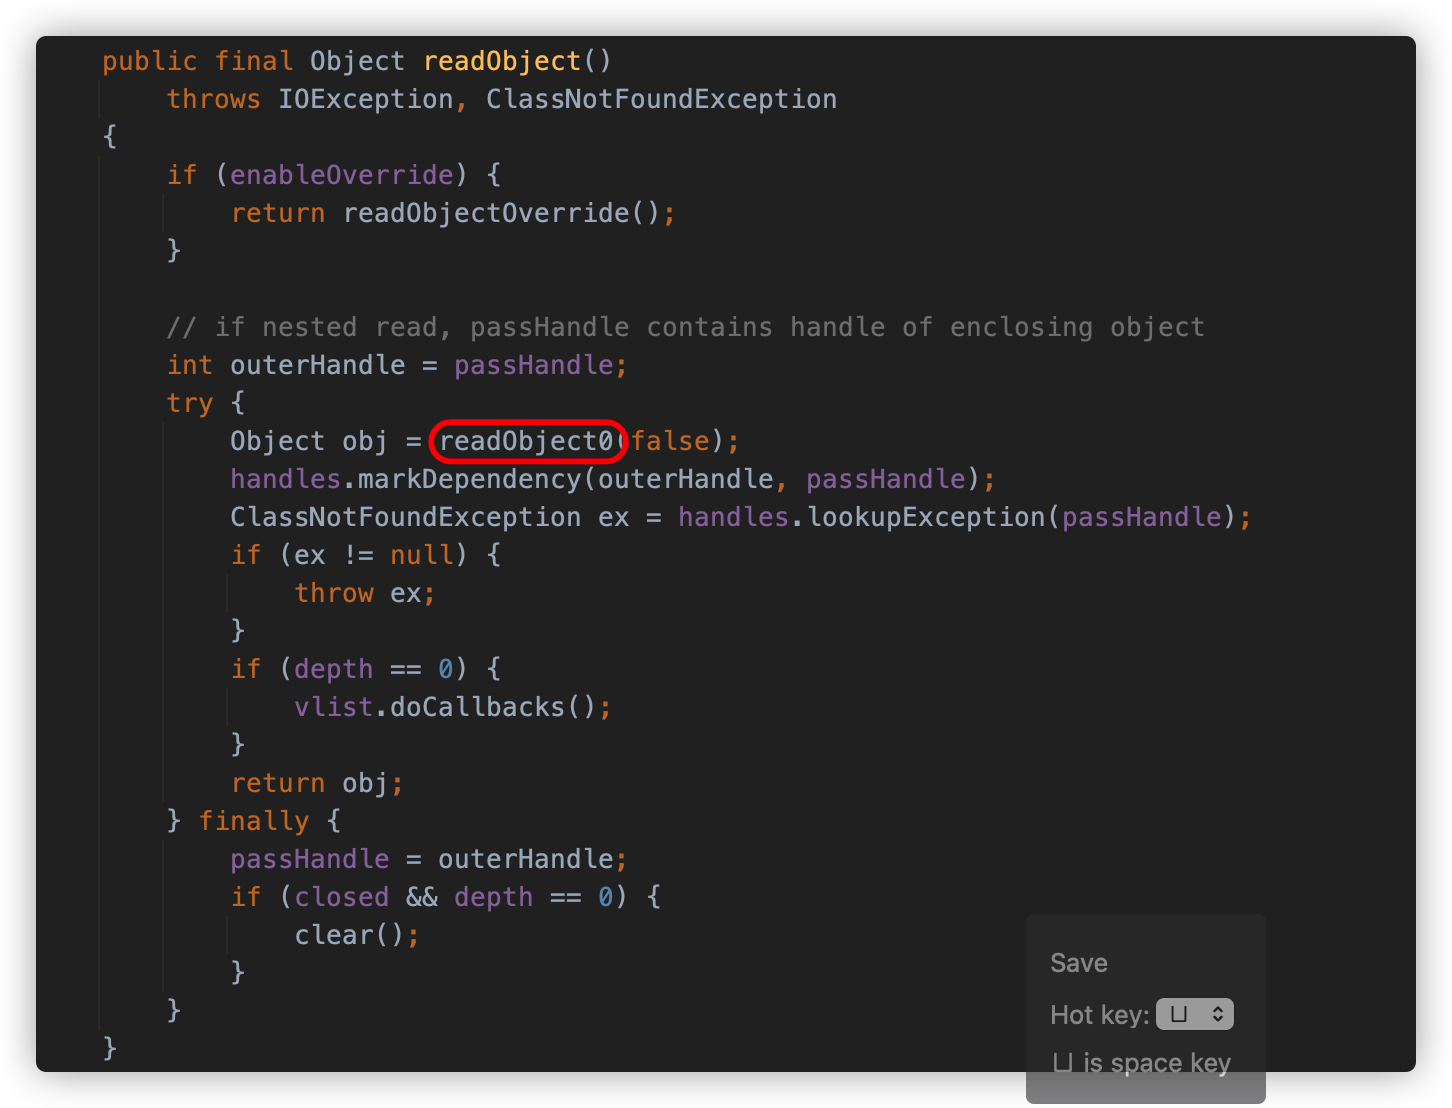 public final Object readObject()
    throws IOException, ClassNotFoundException
{
    if (enableOverride) {
        return readObjectOverride();
    }

    // if nested read, passHandle contains handle of enclosing object
    int outerHandle = passHandle;
    try {
        Object obj = readObject0(false);
        handles.markDependency(outerHandle, passHandle);
        ClassNotFoundException ex = handles.lookupException(passHandle);
        if (ex != null) {
            throw ex;
        }
        if (depth == 0) {
            vlist.doCallbacks();
        }
        return obj;
    } finally {
        passHandle = outerHandle;
        if (closed && depth == 0) {
            clear();
        }
    }
}
Save
Hot key: ⌴
⌴ is space key